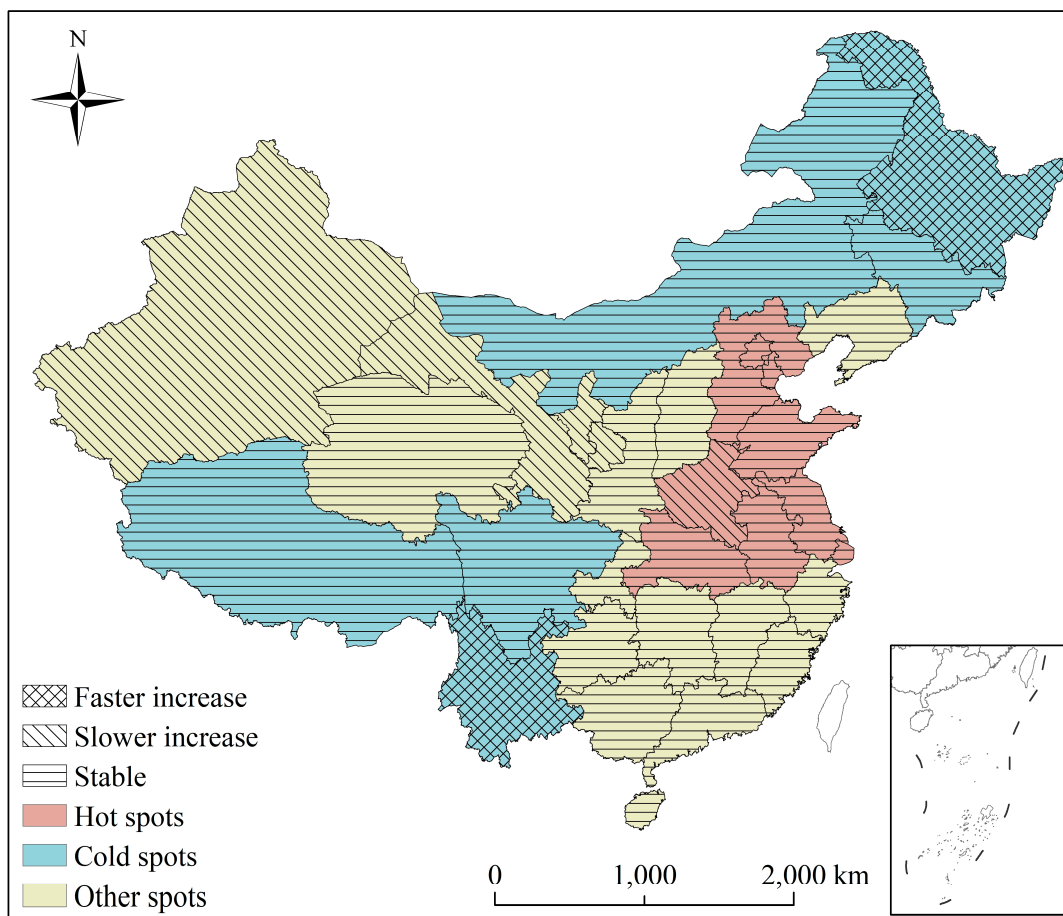 N
Faster increase
Slower increase
Stable
Hot spots
Cold spots
Other spots
0 1,000 2,000 km